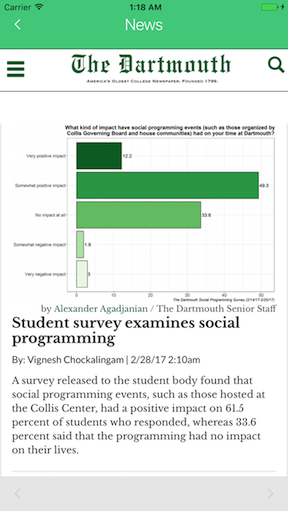 Carrier 1:18 AM
News
The Dartmouth
AMERICA'S OLDEST COLLEGE NEWSPAPER. FOUNDED 1799.
What kind of impact have social programming events (such as those organized by
Collis Governing Board and house communities) had on your time at Dartmouth?
Very positive impact 12.2
Somewhat positive impact 49.3
No impact at all 33.6
Somewhat negative impact 1.8
Very negative impact 3
0 10 20 30 40 50
by Alexander Agadjanian / The Dartmouth Senior Staff
Student survey examines social
programming
By: Vignesh Chockalingam | 2/28/17 2:10am
A survey released to the student body found that
social programming events, such as those hosted at
the Collis Center, had a positive impact on 61.5
percent of students who responded, whereas 33.6
percent said that the programming had no impact
on their lives.